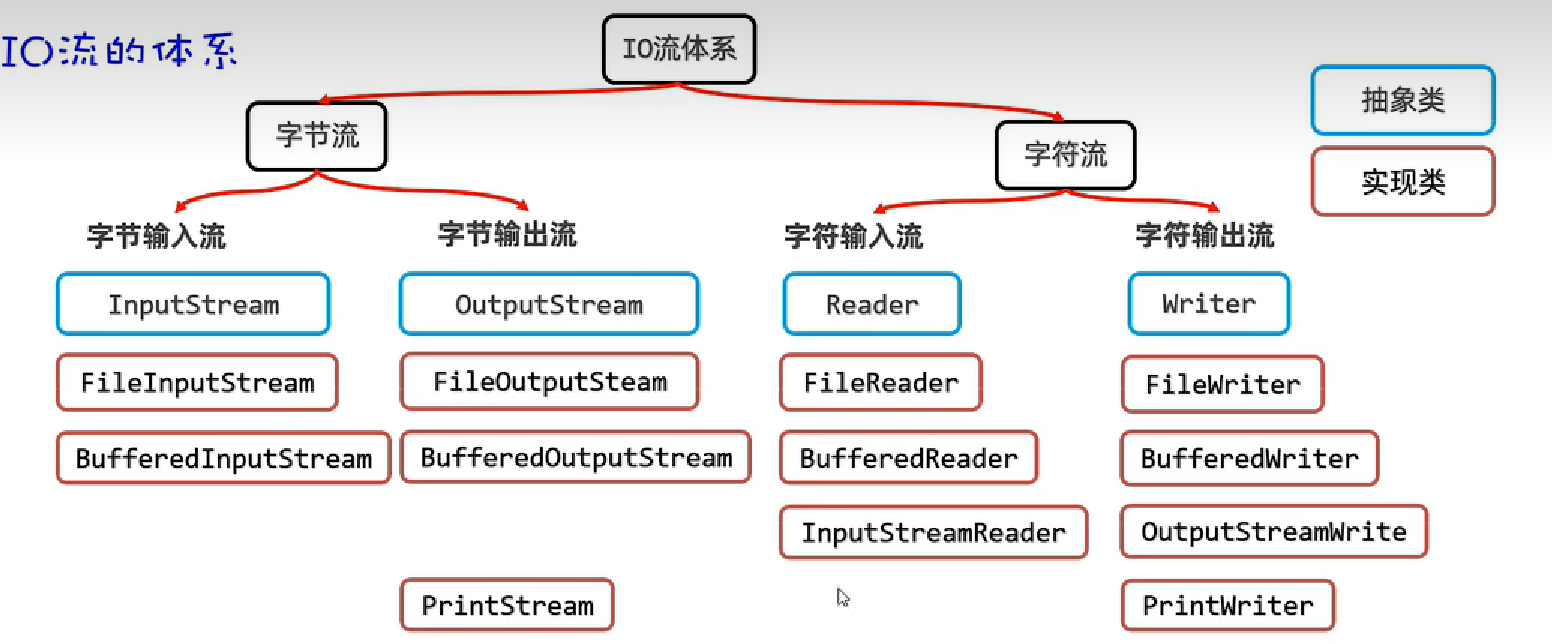 IO流的体系
IO流体系
抽象类
字节流
字符流
实现类
字节输入流
字节输出流
字符输入流
字符输出流
InputStream
OutputStream
Reader
Writer
FileInputStream
FileOutputSteam
FileReader
FileWriter
BufferedInputStream
BufferedOutputStream
BufferedReader
BufferedWriter
InputStreamReader
OutputStreamWrite
PrintStream
PrintWriter